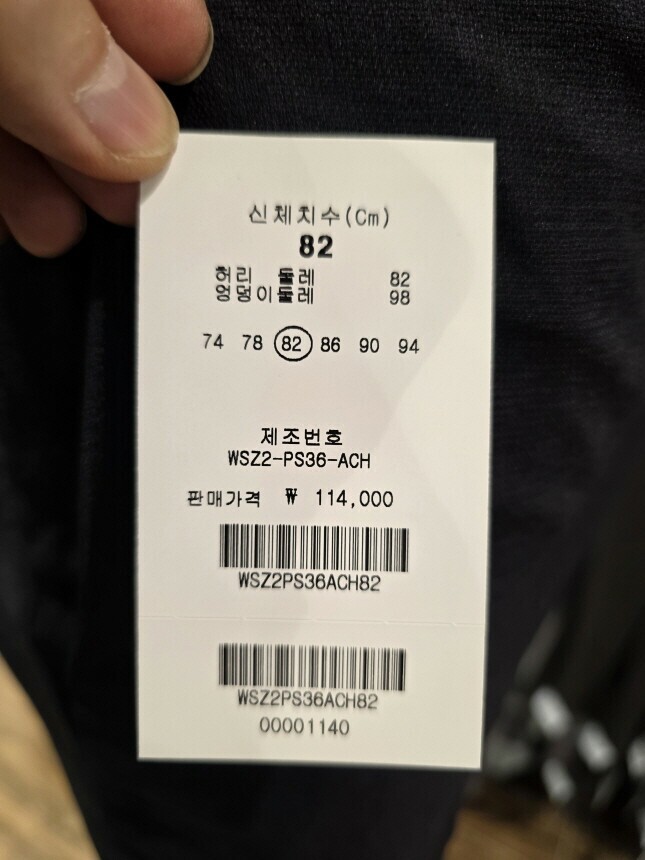 신체치수(Cm)
82
허리 둘레 82
엉덩이둘레 98
74 78 82 86 90 94
제조번호
WSZ2-PS36-ACH
판매가격 ₩ 114,000
WSZ2PS36ACH82
WSZ2PS36ACH82
00001140